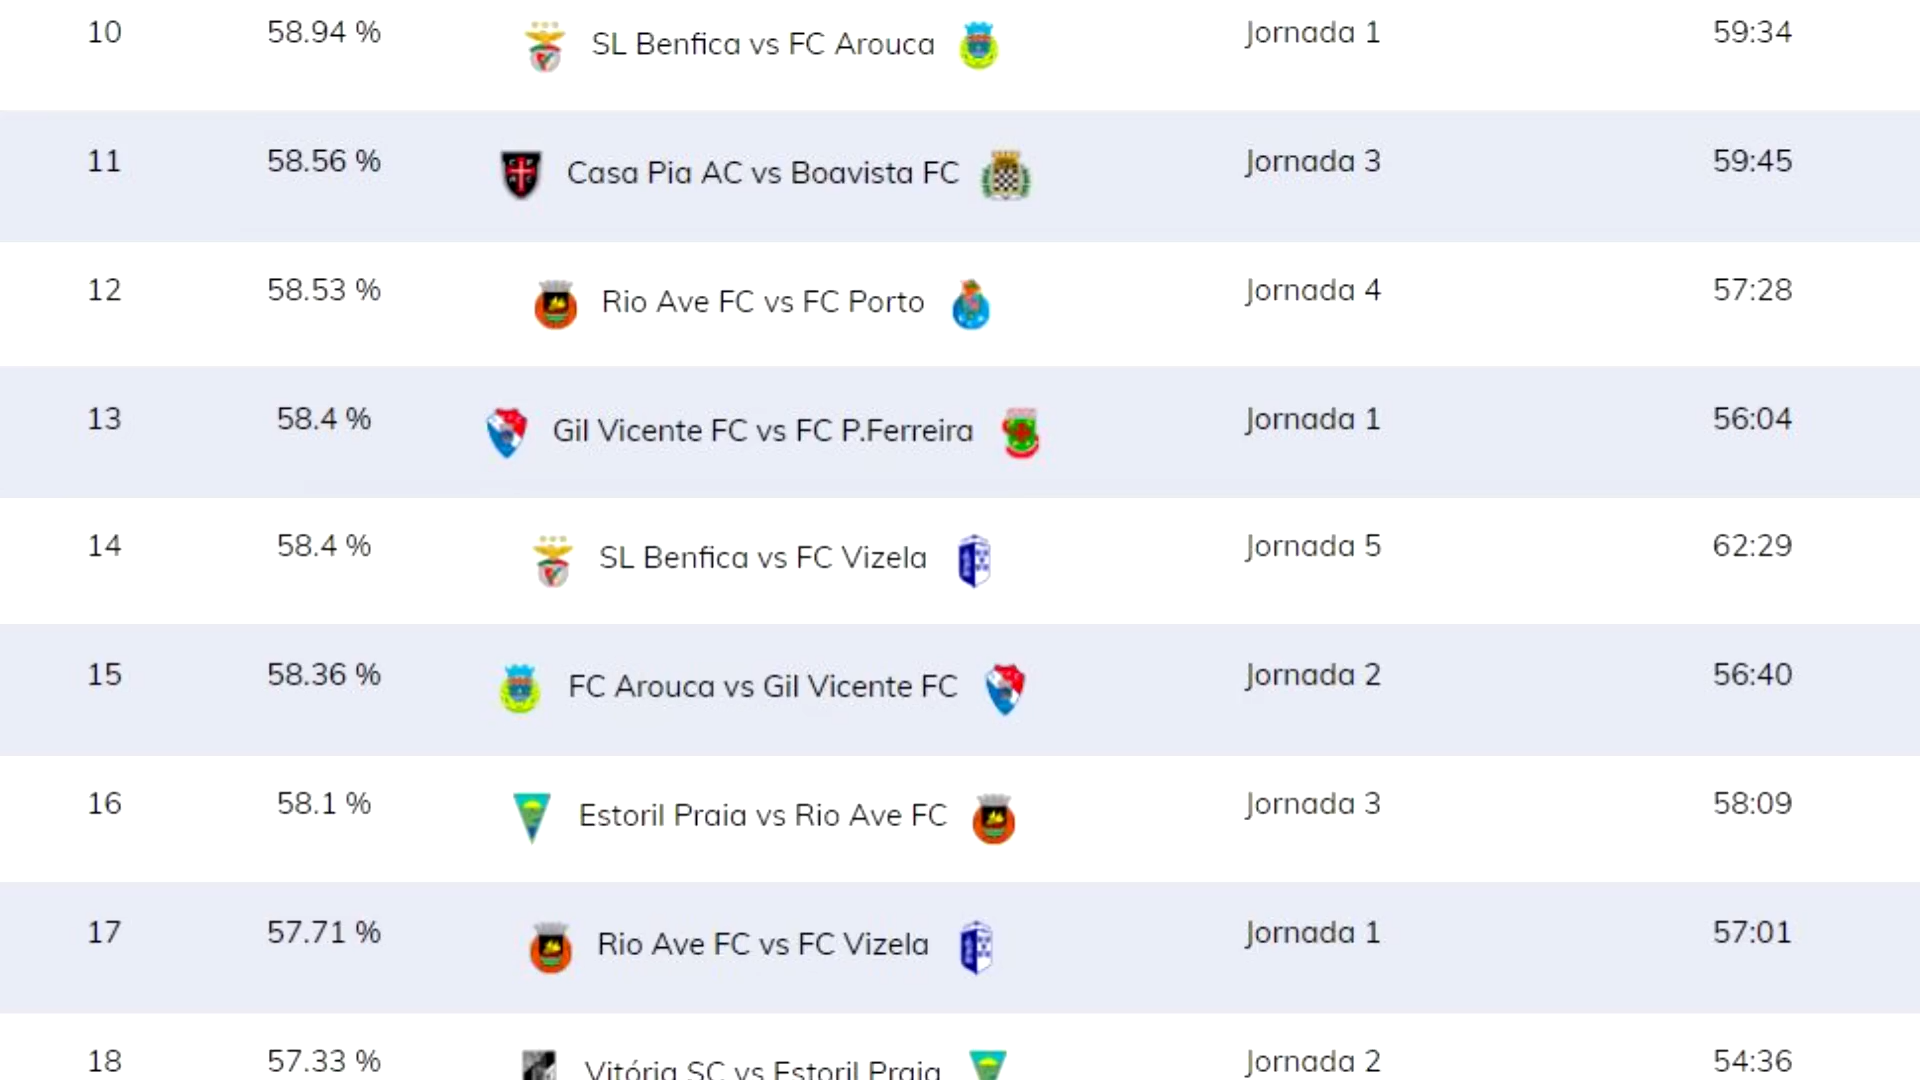 10 58.94 % SL Benfica vs FC Arouca Jornada 1 59:34
11 58.56 % Casa Pia AC vs Boavista FC Jornada 3 59:45
12 58.53 % Rio Ave FC vs FC Porto Jornada 4 57:28
13 58.4 % Gil Vicente FC vs FC P.Ferreira Jornada 1 56:04
14 58.4 % SL Benfica vs FC Vizela Jornada 5 62:29
15 58.36 % FC Arouca vs Gil Vicente FC Jornada 2 56:40
16 58.1 % Estoril Praia vs Rio Ave FC Jornada 3 58:09
17 57.71 % Rio Ave FC vs FC Vizela Jornada 1 57:01
18 57.33 % Vitória SC vs Estoril Praia Jornada 2 54:36